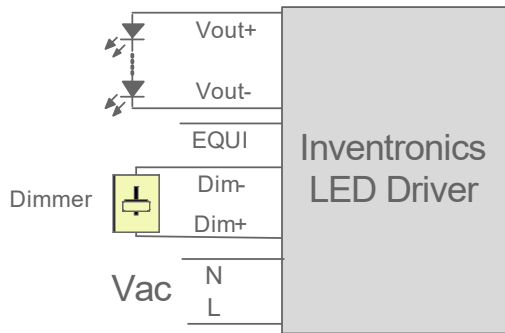 Vout+
Vout-
EQUI
Dim-
Dimmer
Dim+
Vac
N
L
Inventronics
LED Driver